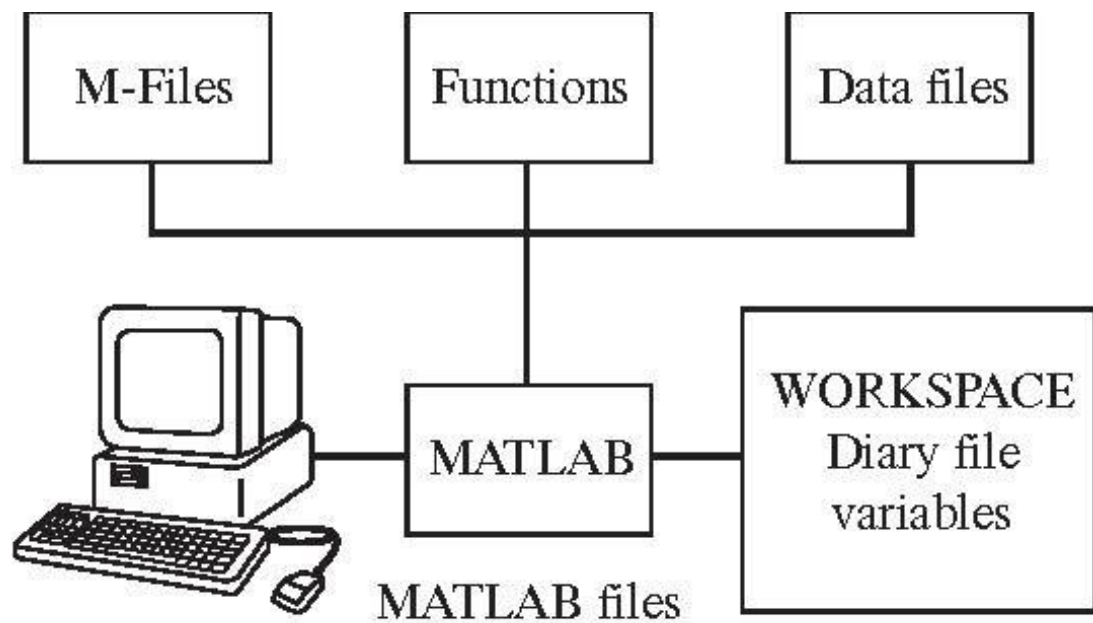 M-Files
Functions
Data files
MATLAB
WORKSPACE
Diary file
variables
MATLAB files